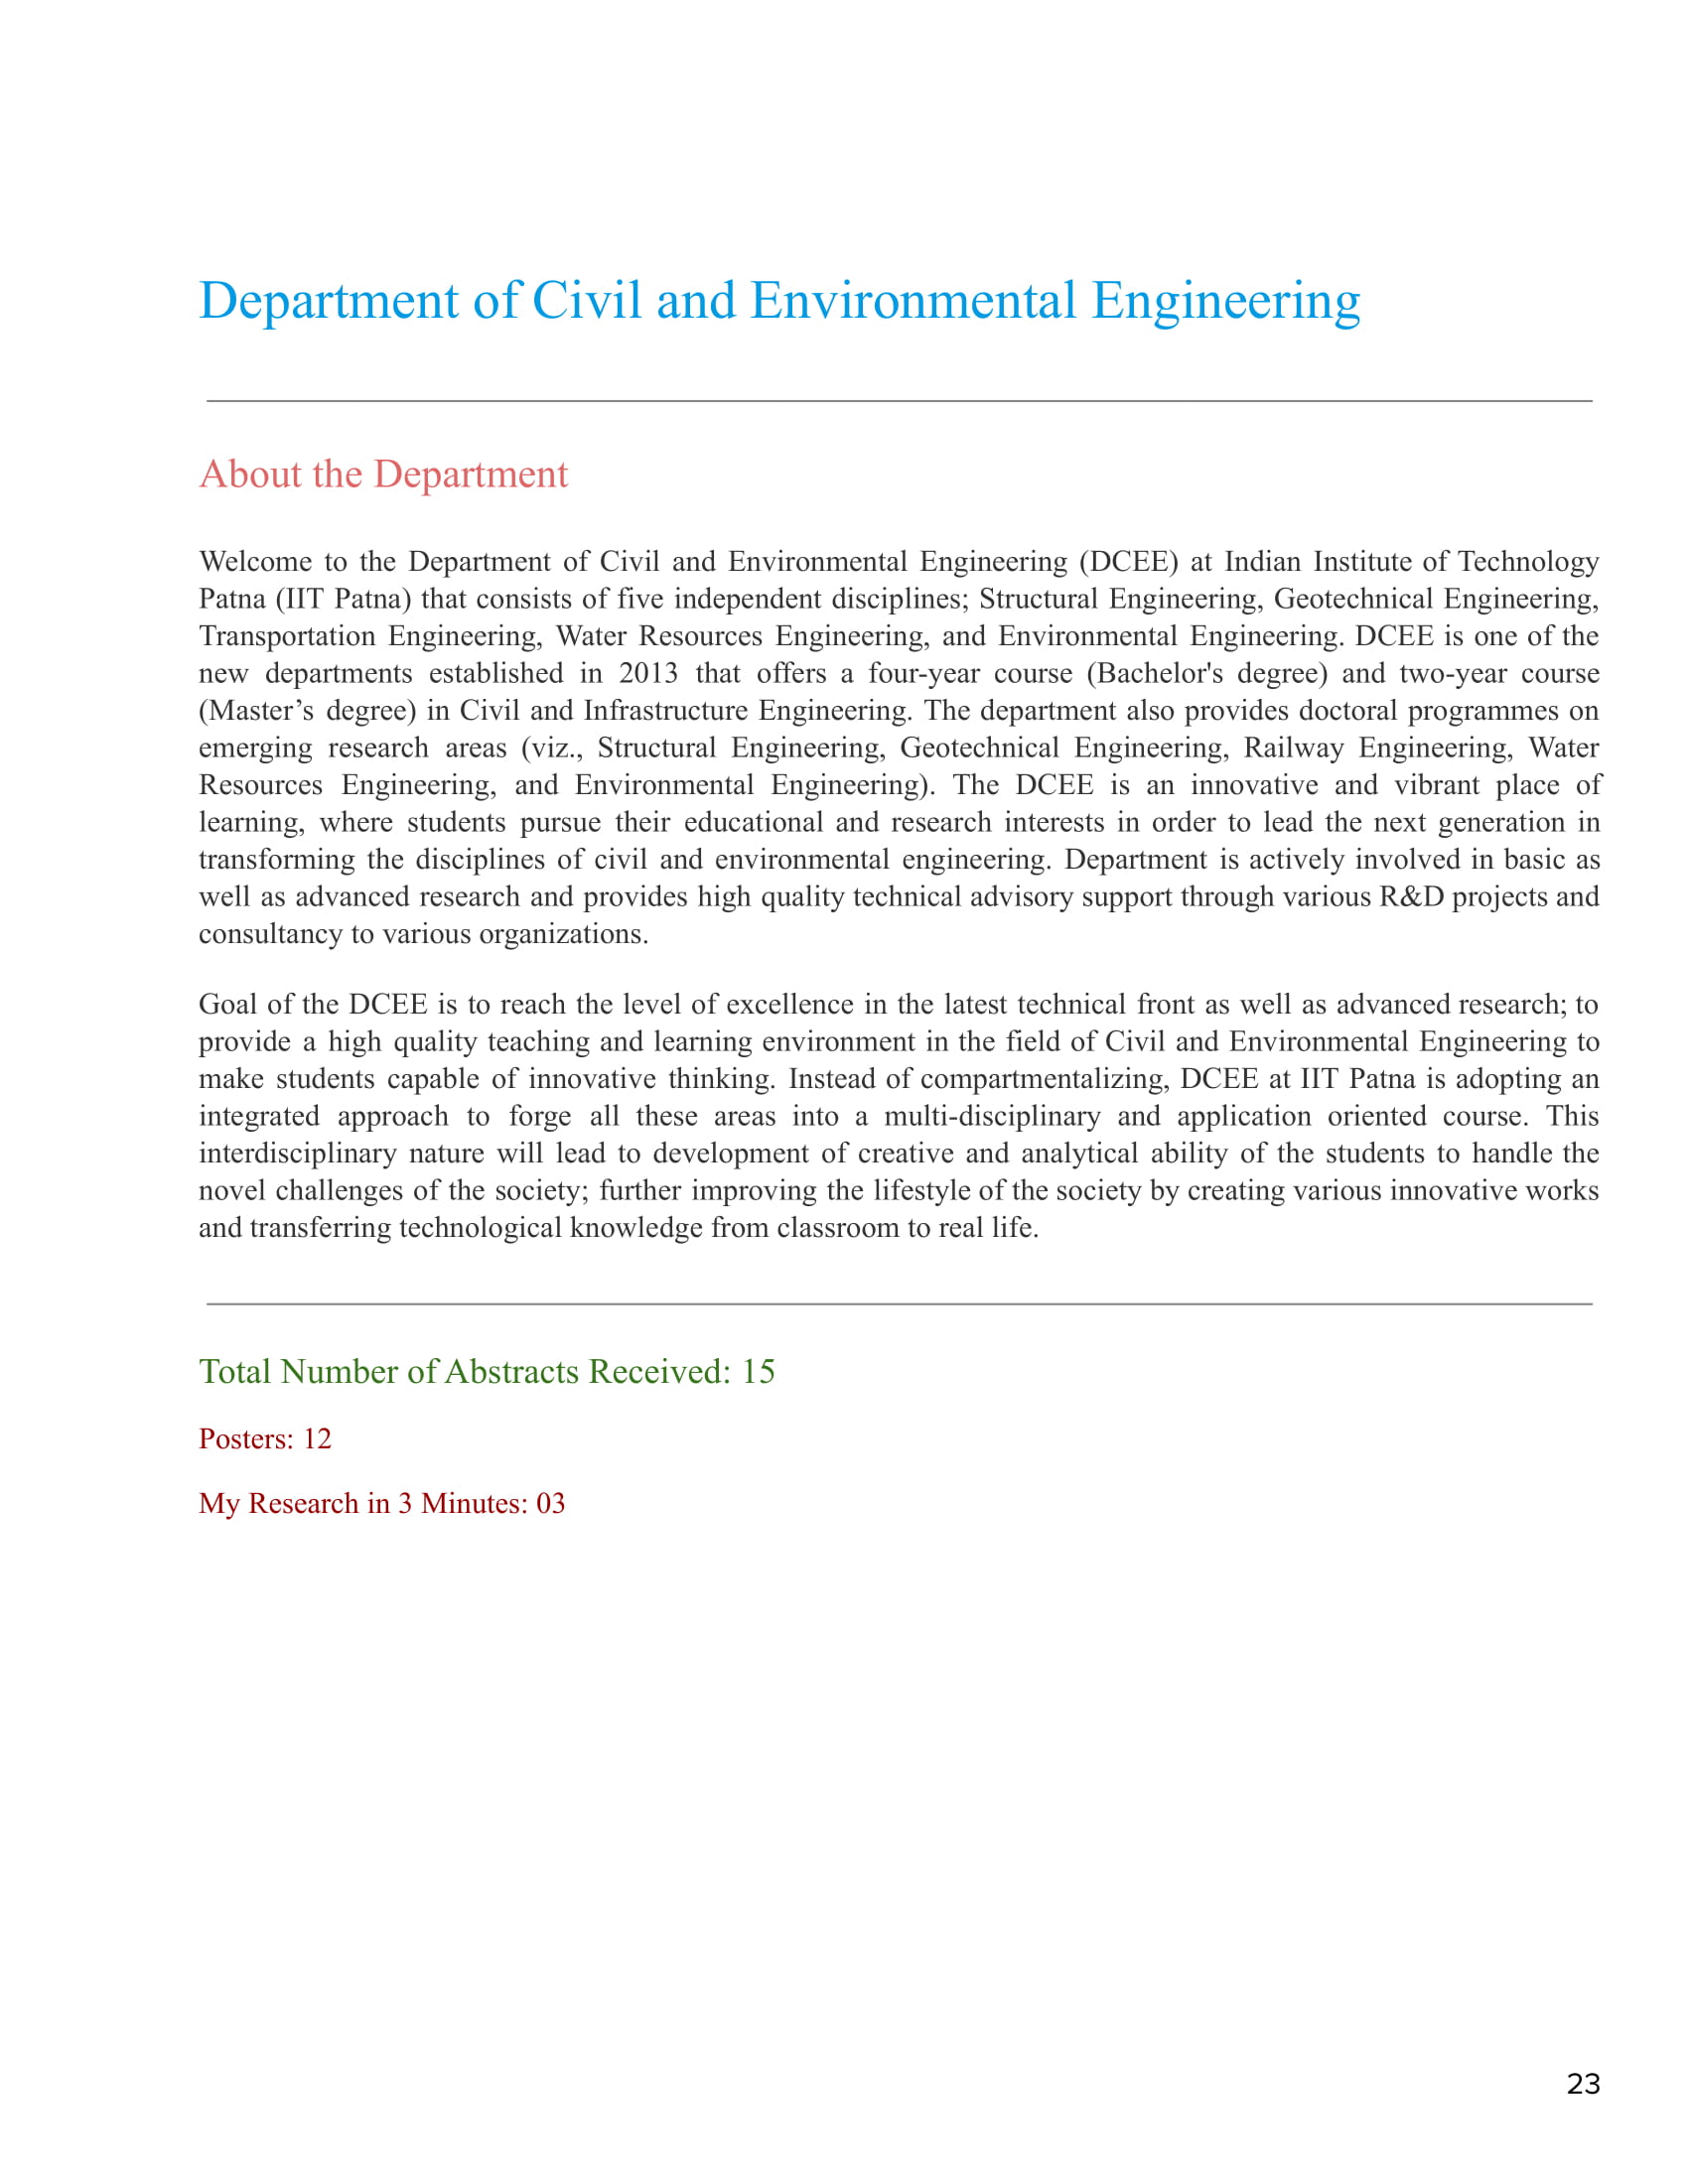 Department of Civil and Environmental Engineering
About the Department
Welcome to the Department of Civil and Environmental Engineering (DCEE) at Indian Institute of Technology
Patna (IIT Patna) that consists of five independent disciplines; Structural Engineering, Geotechnical Engineering,
Transportation Engineering, Water Resources Engineering, and Environmental Engineering. DCEE is one of the
new departments established in 2013 that offers a four-year course (Bachelor's degree) and two-year course
(Master’s degree) in Civil and Infrastructure Engineering. The department also provides doctoral programmes on
emerging research areas (viz., Structural Engineering, Geotechnical Engineering, Railway Engineering, Water
Resources Engineering, and Environmental Engineering). The DCEE is an innovative and vibrant place of
learning, where students pursue their educational and research interests in order to lead the next generation in
transforming the disciplines of civil and environmental engineering. Department is actively involved in basic as
well as advanced research and provides high quality technical advisory support through various R&D projects and
consultancy to various organizations.
Goal of the DCEE is to reach the level of excellence in the latest technical front as well as advanced research; to
provide a high quality teaching and learning environment in the field of Civil and Environmental Engineering to
make students capable of innovative thinking. Instead of compartmentalizing, DCEE at IIT Patna is adopting an
integrated approach to forge all these areas into a multi-disciplinary and application oriented course. This
interdisciplinary nature will lead to development of creative and analytical ability of the students to handle the
novel challenges of the society; further improving the lifestyle of the society by creating various innovative works
and transferring technological knowledge from classroom to real life.
Total Number of Abstracts Received: 15
Posters: 12
My Research in 3 Minutes: 03
23